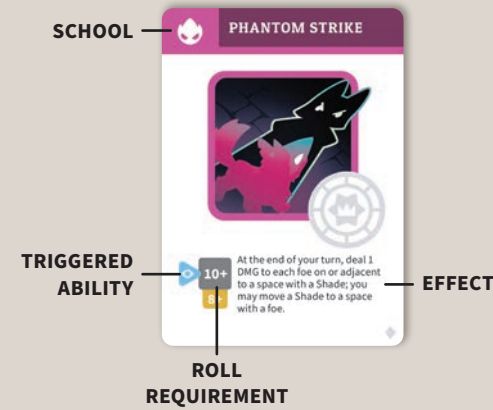 SCHOOL
PHANTOM STRIKE
TRIGGERED
ABILITY
10+
8+
At the end of your turn, deal 1
DMG to each foe on or adjacent
to a space with a Shade; you
may move a Shade to a space
with a foe.
EFFECT
ROLL
REQUIREMENT